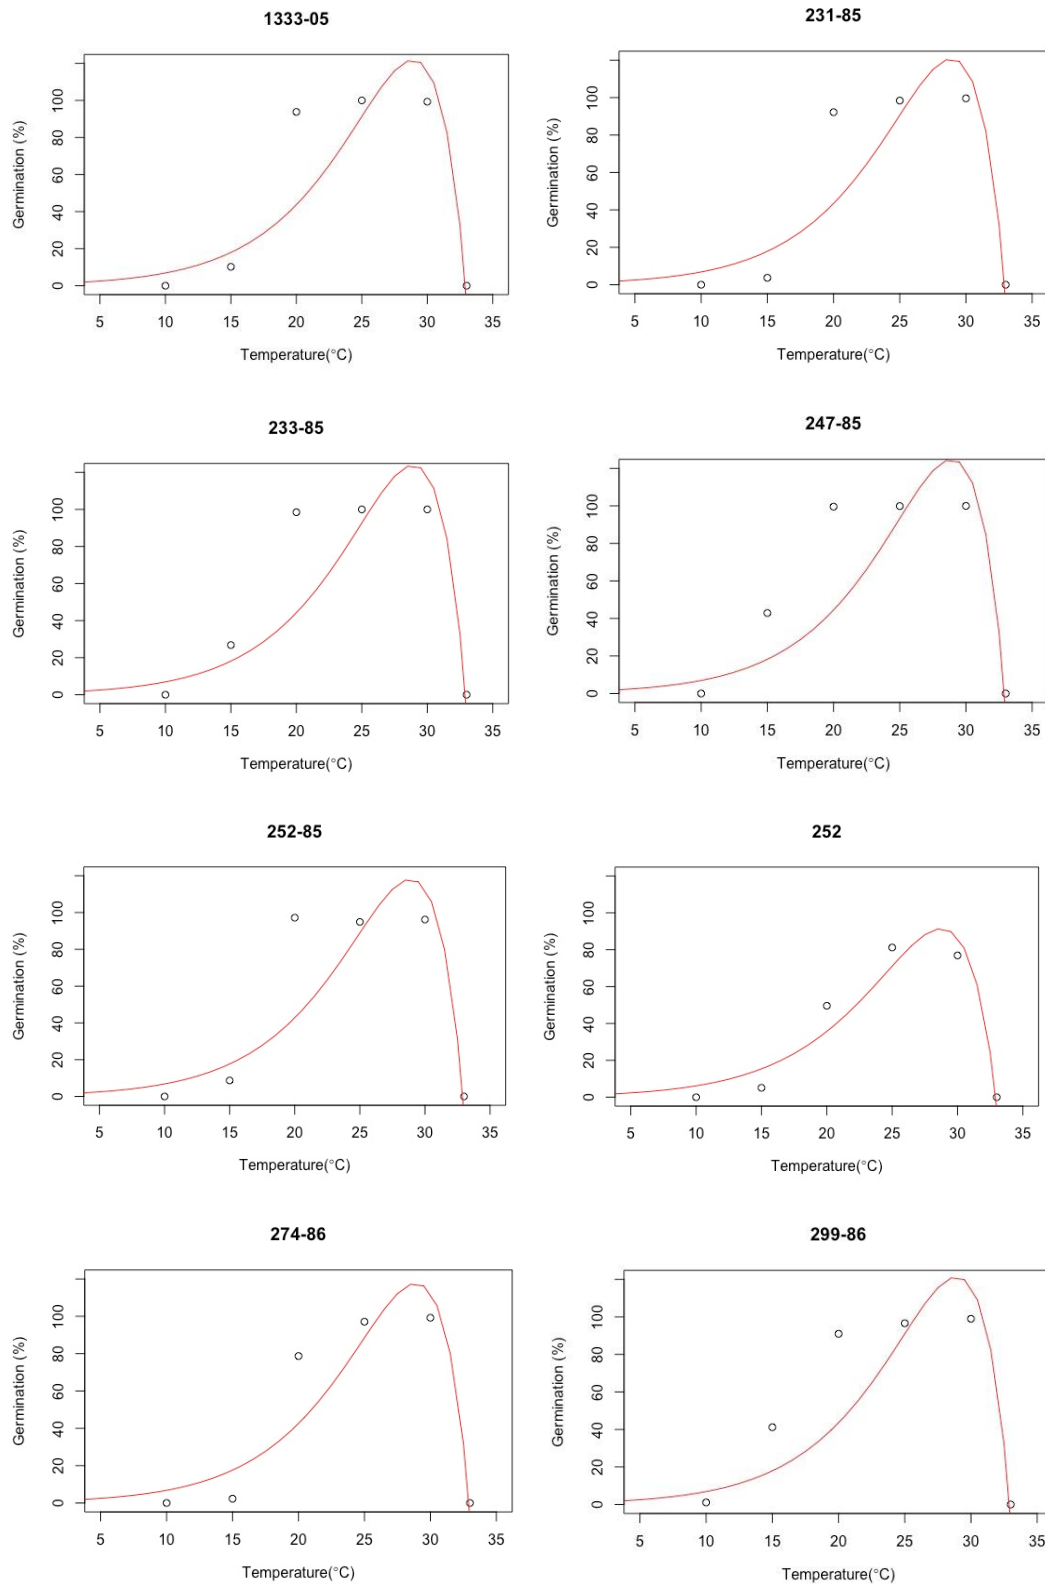 1333-05
Germination (%)
0 20 40 60 80 100
5 10 15 20 25 30 35
Temperature(°C)
231-85
Germination (%)
0 20 40 60 80 100
5 10 15 20 25 30 35
Temperature(°C)
233-85
Germination (%)
0 20 40 60 80 100
5 10 15 20 25 30 35
Temperature(°C)
247-85
Germination (%)
0 20 40 60 80 100
5 10 15 20 25 30 35
Temperature(°C)
252-85
Germination (%)
0 20 40 60 80 100
5 10 15 20 25 30 35
Temperature(°C)
252
Germination (%)
0 20 40 60 80 100
5 10 15 20 25 30 35
Temperature(°C)
274-86
Germination (%)
0 20 40 60 80 100
5 10 15 20 25 30 35
Temperature(°C)
299-86
Germination (%)
0 20 40 60 80 100
5 10 15 20 25 30 35
Temperature(°C)